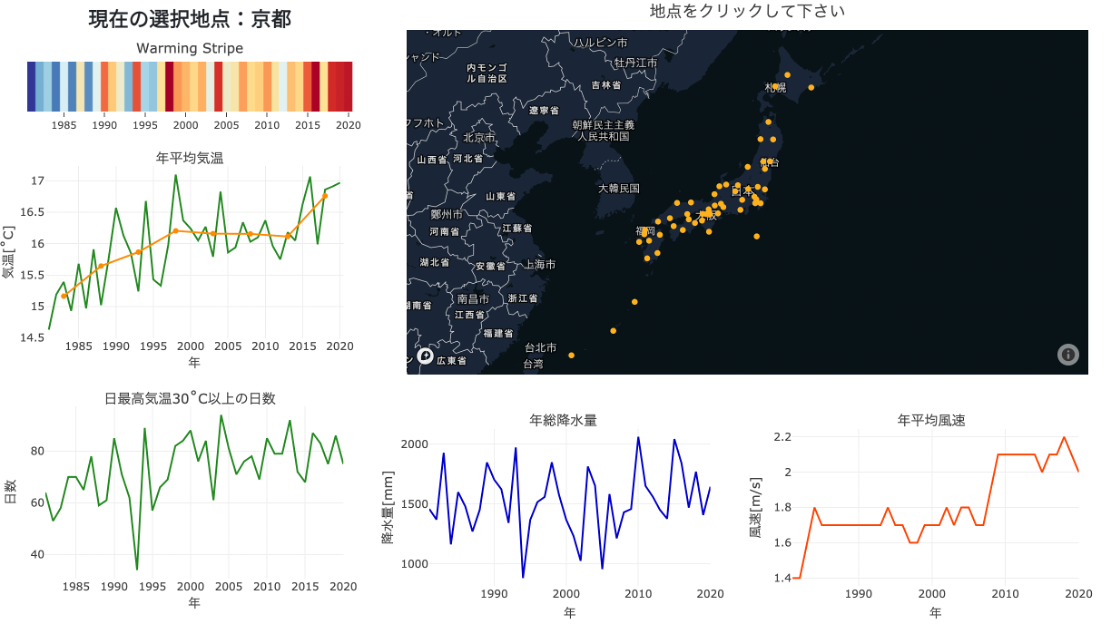 現在の選択地点：京都
Warming Stripe
1985 1990 1995 2000 2005 2010 2015 2020
年平均気温
気温[˚C]
17
16.5
16
15.5
15
14.5
1985 1990 1995 2000 2005 2010 2015 2020
年
地点をクリックして下さい
ハルビン市
牡丹江市
内モンゴ
ル自治区
吉林省
札幌
遼寧省
フフホト
朝鮮民主主義
人民共和国
北京市
山西省 河北省
仙台
大韓民国
日本
山東省
大阪
鄭州市
河南省
江蘇省
福岡
湖北省
安徽省
上海市
南昌市
浙江省
湖南省
江西省
福建省
台北市
広東省
台湾
日最高気温30˚C以上の日数
日数
80
60
40
1985 1990 1995 2000 2005 2010 2015 2020
年
年総降水量
降水量[mm]
2000
1500
1000
1990 2000 2010 2020
年
年平均風速
風速[m/s]
2.2
2
1.8
1.6
1.4
1990 2000 2010 2020
年